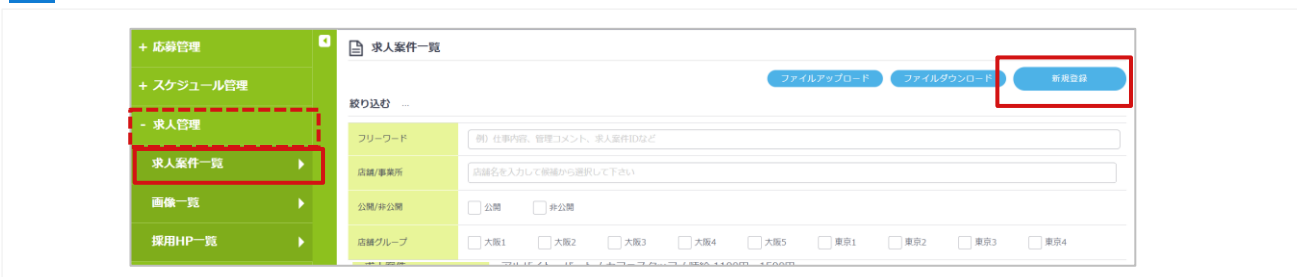 + 応募管理
+ スケジュール管理
- 求人管理
求人案件一覧
画像一覧
採用HP一覧
求人案件一覧
ファイルアップロード ファイルダウンロード 新規登録
絞り込む ...
フリーワード 例）仕事内容、管理コメント、求人案件IDなど
店舗/事業所 店舗名を入力して候補から選択して下さい
公開/非公開 公開 非公開
店舗グループ 大阪1 大阪2 大阪3 大阪4 大阪5 東京1 東京2 東京3 東京4